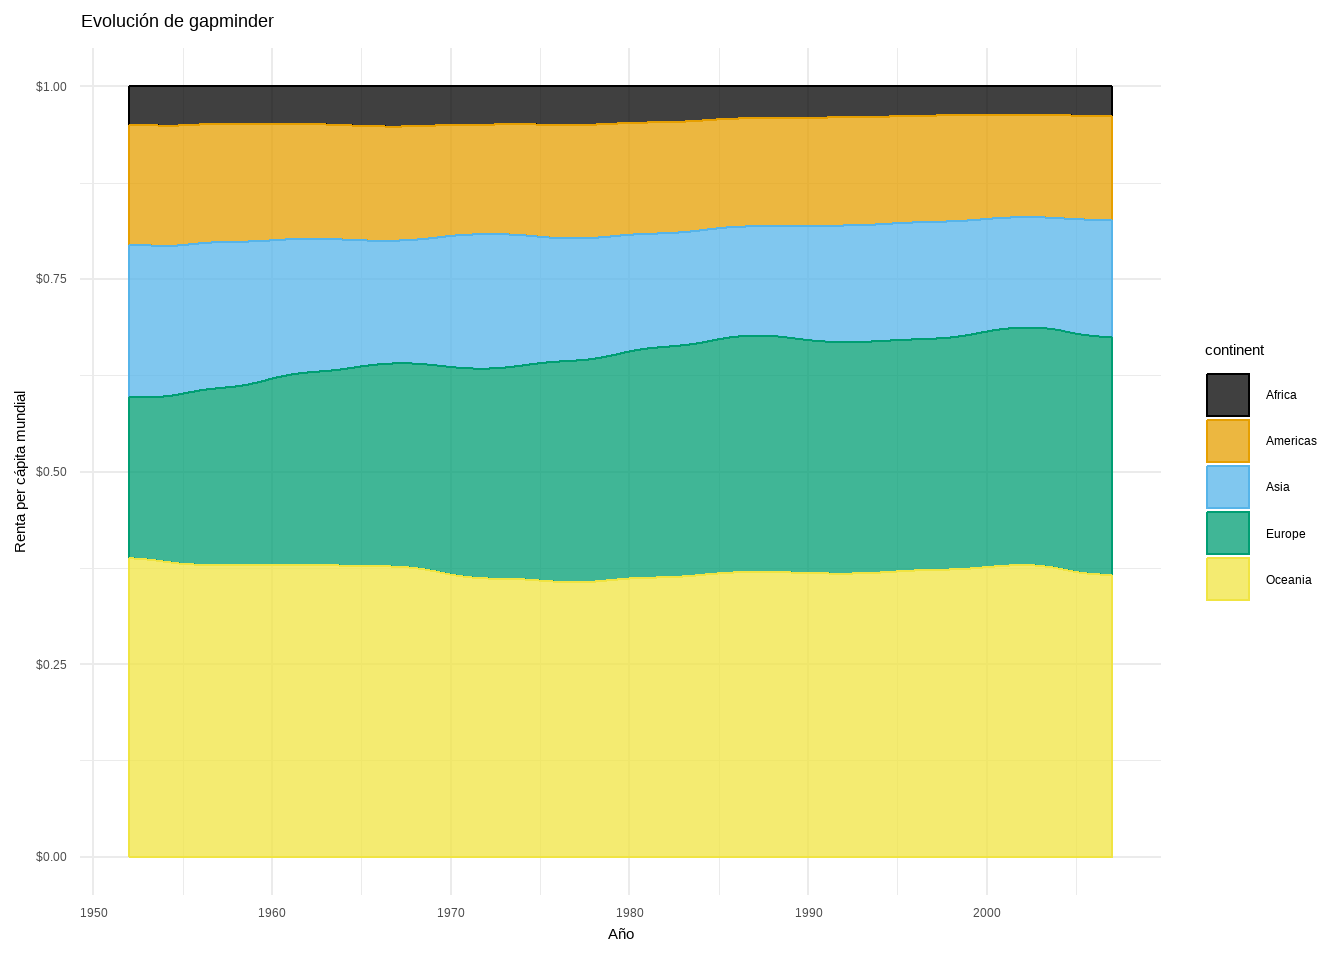 Evolución de gapminder
Renta per cápita mundial
$1.00
$0.75
$0.50
$0.25
$0.00
1950
1960
1970
1980
1990
2000
Año
continent
Africa
Americas
Asia
Europe
Oceania